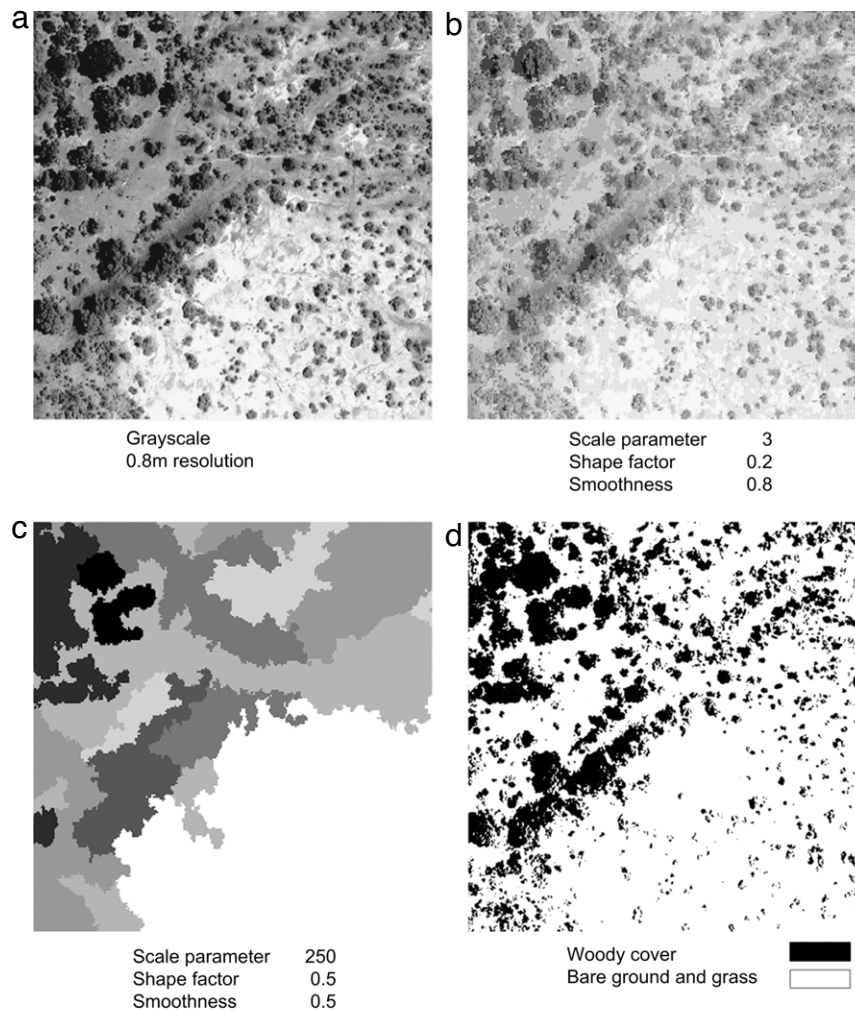 a
b
Grayscale
0.8m resolution
Scale parameter 3
Shape factor 0.2
Smoothness 0.8
c
d
Scale parameter 250
Shape factor 0.5
Smoothness 0.5
Woody cover
Bare ground and grass